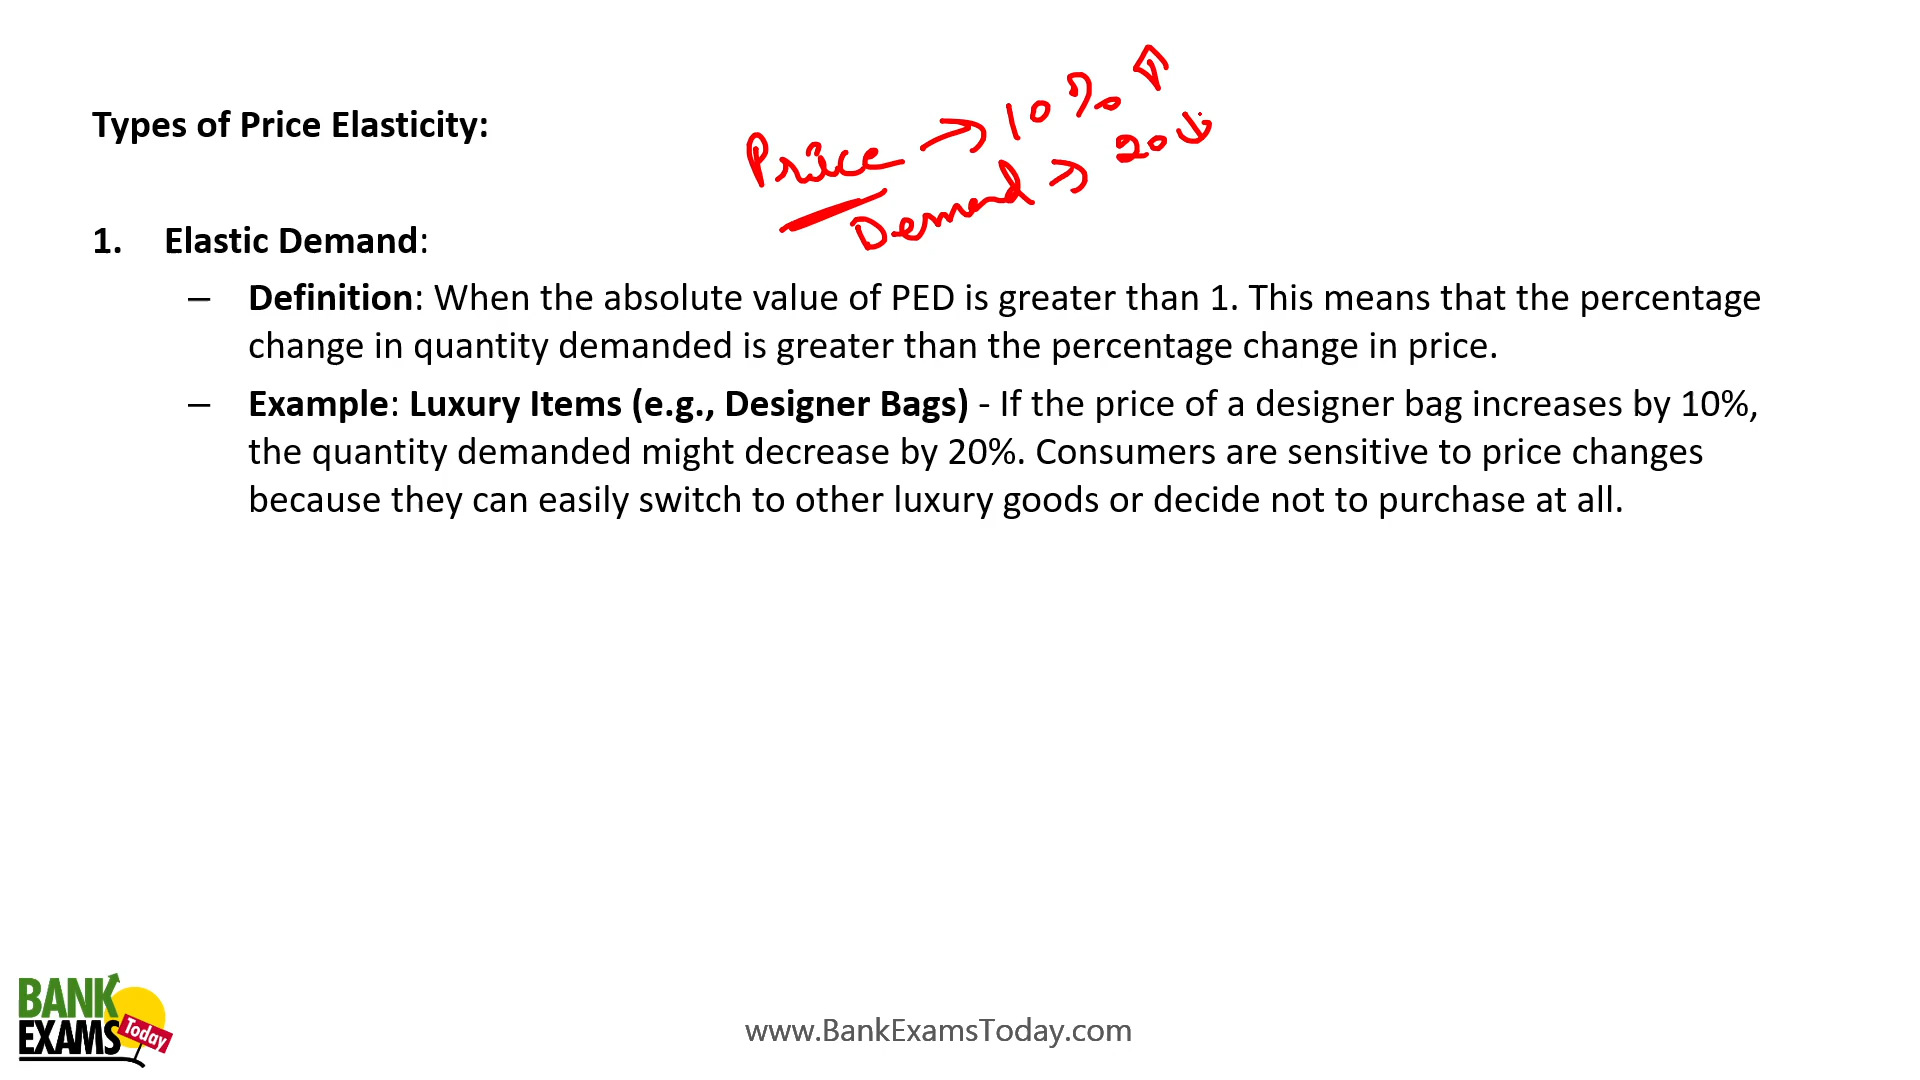 Types of Price Elasticity:
Price → 10% ↑
Demand → 20 ↓
1. Elastic Demand:
– Definition: When the absolute value of PED is greater than 1. This means that the percentage
change in quantity demanded is greater than the percentage change in price.
– Example: Luxury Items (e.g., Designer Bags) - If the price of a designer bag increases by 10%,
the quantity demanded might decrease by 20%. Consumers are sensitive to price changes
because they can easily switch to other luxury goods or decide not to purchase at all.
BANK
EXAMS
Today
www.BankExamsToday.com